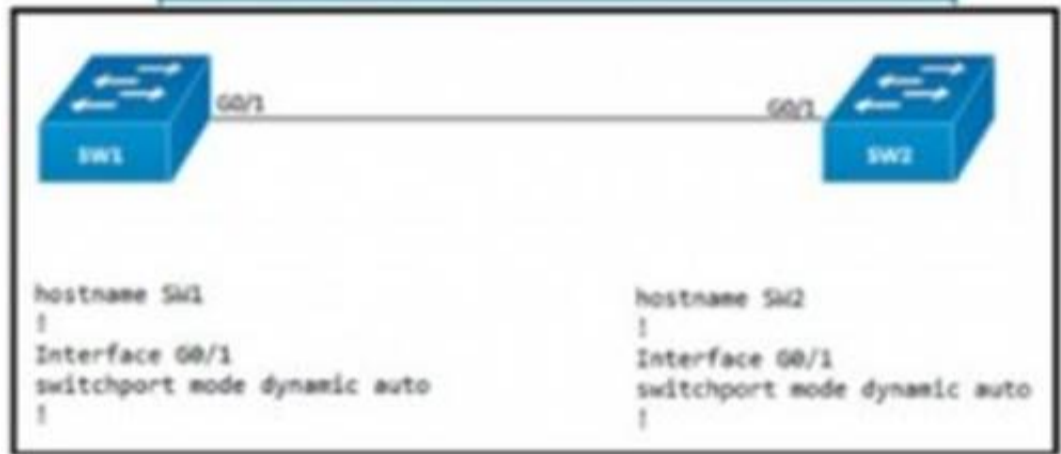 G0/1
G0/1
SW1
SW2
hostname SW1
!
Interface G0/1
switchport mode dynamic auto
!
hostname SW2
!
Interface G0/1
switchport mode dynamic auto
!